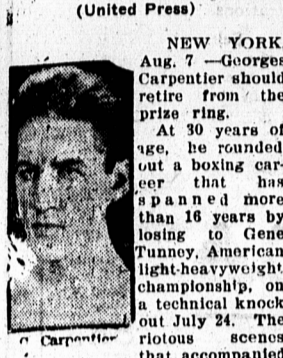 (United Press)
NEW YORK
Aug. 7 —Georges
Carpentier should
retire from the
prize ring.
At 30 years of
age, he rounded
out a boxing car-
eer that has
spanned more
than 16 years by
losing to Gene
Tunney, American
light-heavyweight
championship, on
a technical knock
out July 24. The
riotous scenes
that accompanied
C. Carpentier